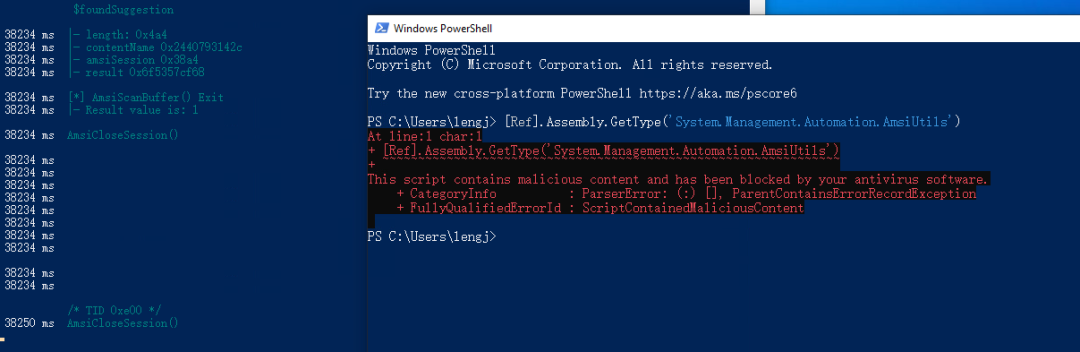 $foundSuggestion
38234 ms |- length: 0x4a4
38234 ms |- contentName 0x2440793142c
38234 ms |- amsiSession 0x38a4
38234 ms |- result 0x6f5357cf68
38234 ms [*] AmsiScanBuffer() Exit
38234 ms |- Result value is: 1
38234 ms AmsiCloseSession()
38234 ms
38234 ms
38234 ms
38234 ms
38234 ms
38234 ms
38234 ms
38234 ms
38234 ms
38234 ms
/* TID 0xe00 */
38250 ms AmsiCloseSession()
Windows PowerShell
Windows PowerShell
Copyright (C) Microsoft Corporation. All rights reserved.
Try the new cross-platform PowerShell https://aka.ms/pscore6
PS C:\Users\lengj> [Ref].Assembly.GetType('System.Management.Automation.AmsiUtils')
At line:1 char:1
+ [Ref].Assembly.GetType('System.Management.Automation.AmsiUtils')
+ ~~~~~~~~~~~~~~~~~~~~~~~~~~~~~~~~~~~~~~~~~~~~~~~~~~~~~~~~~~~~~~~~
This script contains malicious content and has been blocked by your antivirus software.
+ CategoryInfo : ParserError: (:) [], ParentContainsErrorRecordException
+ FullyQualifiedErrorId : ScriptContainedMaliciousContent
PS C:\Users\lengj>